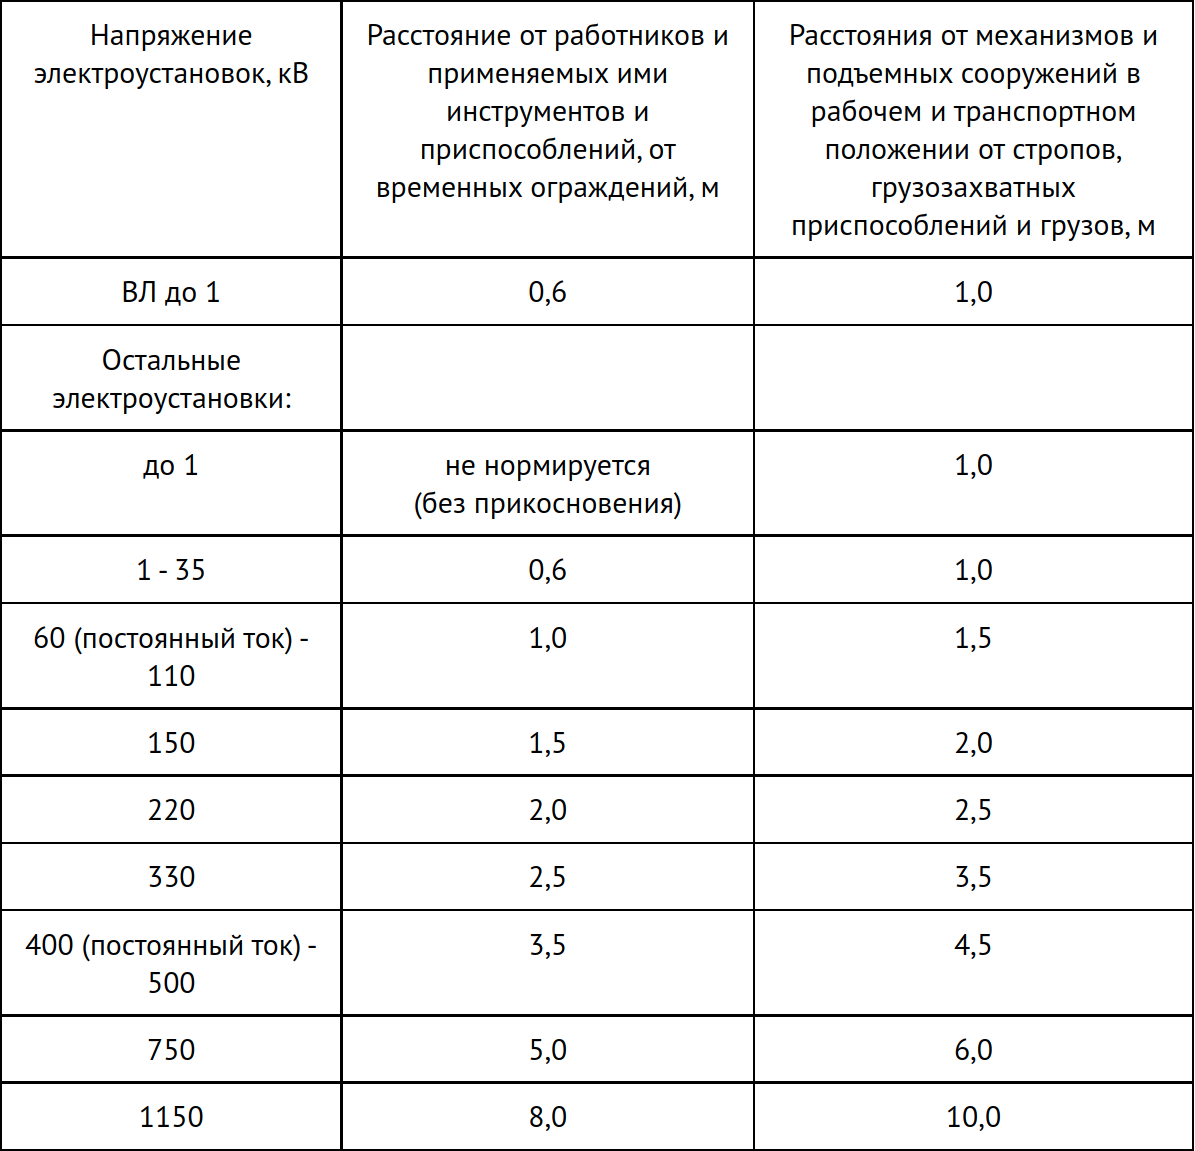 Напряжение
электроустановок, кВ
Расстояние от работников и
применяемых ими
инструментов и
приспособлений, от
временных ограждений, м
Расстояния от механизмов и
подъемных сооружений в
рабочем и транспортном
положении от стропов,
грузозахватных
приспособлений и грузов, м
ВЛ до 1
0,6
1,0
Остальные
электроустановки:
до 1
не нормируется
(без прикосновения)
1,0
1 - 35
0,6
1,0
60 (постоянный ток) -
110
1,0
1,5
150
1,5
2,0
220
2,0
2,5
330
2,5
3,5
400 (постоянный ток) -
500
3,5
4,5
750
5,0
6,0
1150
8,0
10,0